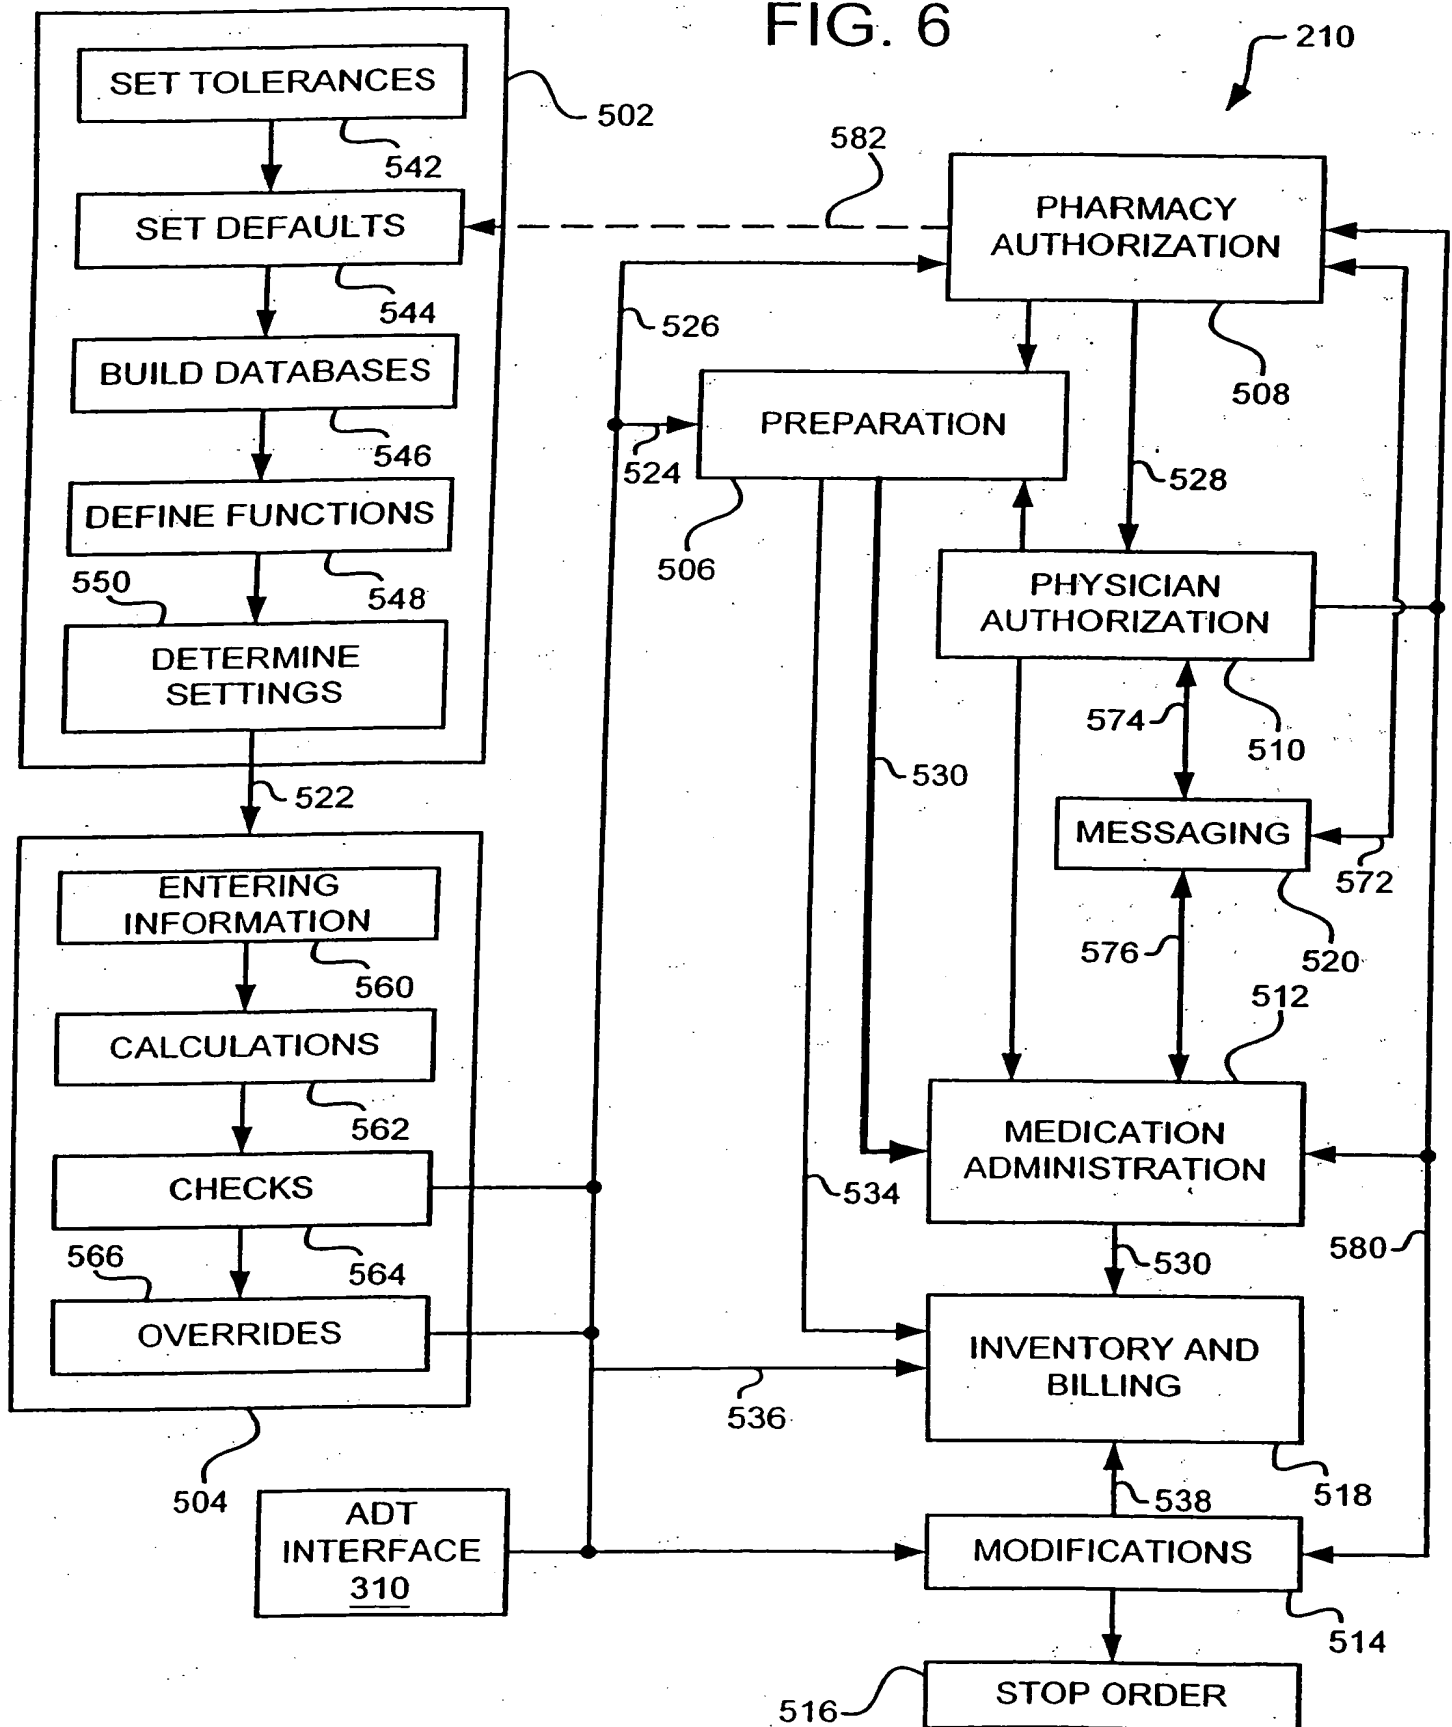 FIG. 6
210
SET TOLERANCES
502
542
582
SET DEFAULTS
544
PHARMACY
AUTHORIZATION
526
508
BUILD DATABASES
546
PREPARATION
524
506
528
DEFINE FUNCTIONS
548
550
DETERMINE
SETTINGS
522
PHYSICIAN
AUTHORIZATION
574
510
530
MESSAGING
572
576
520
512
ENTERING
INFORMATION
560
CALCULATIONS
562
CHECKS
564
566
OVERRIDES
504
MEDICATION
ADMINISTRATION
534
530
580
INVENTORY AND
BILLING
536
518
538
ADT
INTERFACE
310
MODIFICATIONS
514
516
STOP ORDER